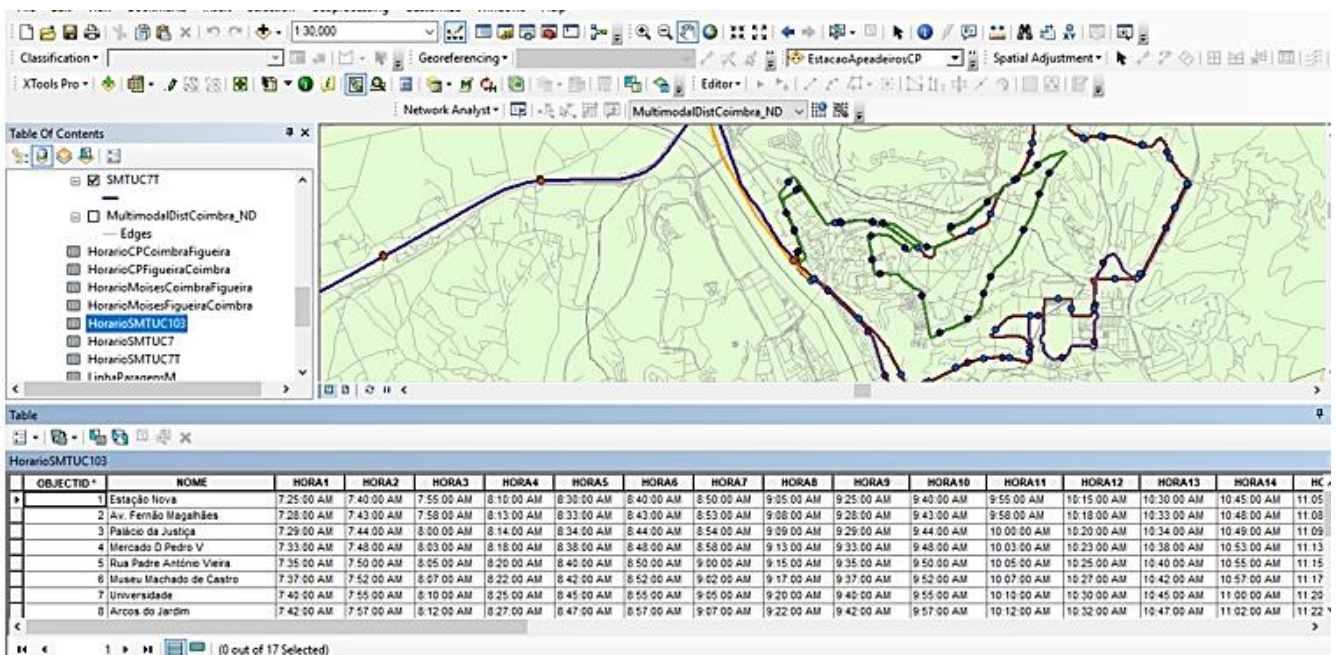 1:30,000
Classification
Georeferencing
EstacaoApeadeirosCP
Spatial Adjustment
XTools Pro
Editor
Network Analyst
MultimodalDistCoimbra_ND
Table Of Contents
SMTUC7T
MultimodalDistCoimbra_ND
Edges
HorarioCPCoimbraFigueira
HorarioCPFigueiraCoimbra
HorarioMoisesCoimbraFigueira
HorarioMoisesFigueiraCoimbra
HorarioSMTUC103
HorarioSMTUC7
HorarioSMTUC7T
LinhaParagensM
Table
HorarioSMTUC103
OBJECTID * NOME HORA1 HORA2 HORA3 HORA4 HORA5 HORA6 HORA7 HORA8 HORA9 HORA10 HORA11 HORA12 HORA13 HORA14
1 Estação Nova 7:25:00 AM 7:40:00 AM 7:55:00 AM 8:10:00 AM 8:30:00 AM 8:40:00 AM 8:50:00 AM 9:05:00 AM 9:25:00 AM 9:40:00 AM 9:55:00 AM 10:15:00 AM 10:30:00 AM 10:45:00 AM 11:05
2 Av. Fernão Magalhães 7:28:00 AM 7:43:00 AM 7:58:00 AM 8:13:00 AM 8:33:00 AM 8:43:00 AM 8:53:00 AM 9:08:00 AM 9:28:00 AM 9:43:00 AM 9:58:00 AM 10:18:00 AM 10:33:00 AM 10:48:00 AM 11:08
3 Palácio da Justiça 7:29:00 AM 7:44:00 AM 8:00:00 AM 8:14:00 AM 8:34:00 AM 8:44:00 AM 8:54:00 AM 9:09:00 AM 9:29:00 AM 9:44:00 AM 10:00:00 AM 10:20:00 AM 10:34:00 AM 10:49:00 AM 11:09
4 Mercado D Pedro V 7:33:00 AM 7:48:00 AM 8:03:00 AM 8:18:00 AM 8:38:00 AM 8:48:00 AM 8:58:00 AM 9:13:00 AM 9:33:00 AM 9:48:00 AM 10:03:00 AM 10:23:00 AM 10:38:00 AM 10:53:00 AM 11:13
5 Rua Padre António Vieira 7:35:00 AM 7:50:00 AM 8:05:00 AM 8:20:00 AM 8:40:00 AM 8:50:00 AM 9:00:00 AM 9:15:00 AM 9:35:00 AM 9:50:00 AM 10:05:00 AM 10:25:00 AM 10:40:00 AM 10:55:00 AM 11:15
6 Museu Machado de Castro 7:37:00 AM 7:52:00 AM 8:07:00 AM 8:22:00 AM 8:42:00 AM 8:52:00 AM 9:02:00 AM 9:17:00 AM 9:37:00 AM 9:52:00 AM 10:07:00 AM 10:27:00 AM 10:42:00 AM 10:57:00 AM 11:17
7 Universidade 7:40:00 AM 7:55:00 AM 8:10:00 AM 8:25:00 AM 8:45:00 AM 8:55:00 AM 9:05:00 AM 9:20:00 AM 9:40:00 AM 9:55:00 AM 10:10:00 AM 10:30:00 AM 10:45:00 AM 11:00:00 AM 11:20
8 Arcos do Jardim 7:42:00 AM 7:57:00 AM 8:12:00 AM 8:27:00 AM 8:47:00 AM 8:57:00 AM 9:07:00 AM 9:22:00 AM 9:42:00 AM 9:57:00 AM 10:12:00 AM 10:32:00 AM 10:47:00 AM 11:02:00 AM 11:22
1 (0 out of 17 Selected)